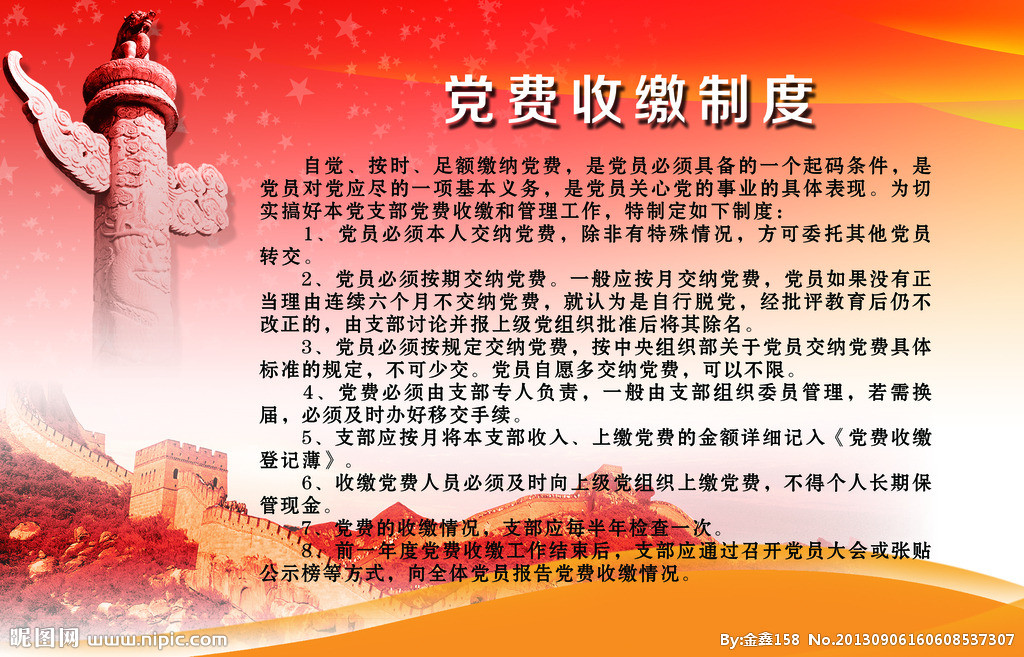 党费收缴制度
自觉、按时、足额缴纳党费，是党员必须具备的一个起码条件，是
党员对党应尽的一项基本义务，是党员关心党的事业的具体表现。为切
实搞好本党支部党费收缴和管理工作，特制定如下制度：
1、党员必须本人交纳党费，除非有特殊情况，方可委托其他党员
转交。
2、党员必须按期交纳党费。一般应按月交纳党费，党员如果没有正
当理由连续六个月不交纳党费，就认为是自行脱党，经批评教育后仍不
改正的，由支部讨论并报上级党组织批准后将其除名。
3、党员必须按规定交纳党费，按中央组织部关于党员交纳党费具体
标准的规定，不可少交。党员自愿多交纳党费，可以不限。
4、党费必须由支部专人负责，一般由支部组织委员管理，若需换
届，必须及时办好移交手续。
5、支部应按月将本支部收入、上缴党费的金额详细记入《党费收缴
登记薄》。
6、收缴党费人员必须及时向上级党组织上缴党费，不得个人长期保
管现金。
7、党费的收缴情况，支部应每半年检查一次。
8、前一年度党费收缴工作结束后，支部应通过召开党员大会或张贴
公示榜等方式，向全体党员报告党费收缴情况。
昵图网 www.nipic.com
By:金鑫158 No.20130906160608537307